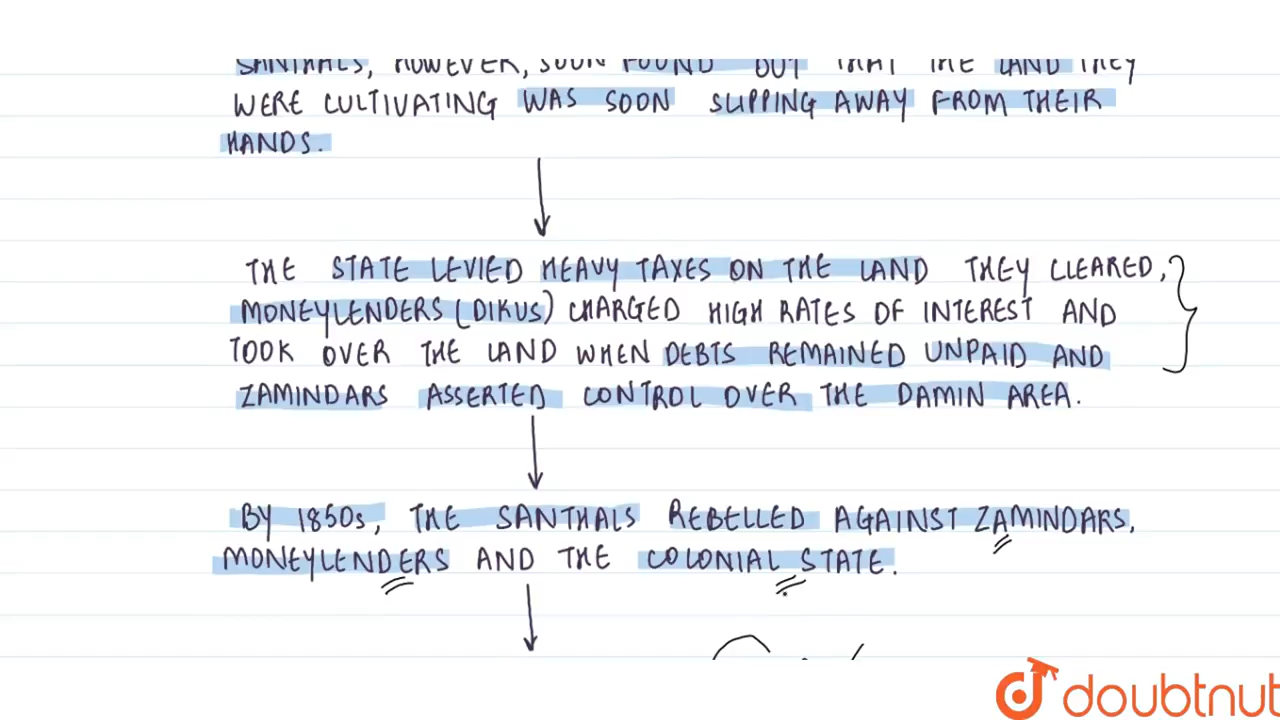 SANTHALS, HOWEVER, SOON FOUND OUT THAT THE LAND THEY
WERE CULTIVATING WAS SOON SLIPPING AWAY FROM THEIR
HANDS.
THE STATE LEVIED HEAVY TAXES ON THE LAND THEY CLEARED,
MONEYLENDERS (DIKUS) CHARGED HIGH RATES OF INTEREST AND
TOOK OVER THE LAND WHEN DEBTS REMAINED UNPAID AND
ZAMINDARS ASSERTED CONTROL OVER THE DAMIN AREA.
BY 1850s, THE SANTHALS REBELLED AGAINST ZAMINDARS,
MONEYLENDERS AND THE COLONIAL STATE.
doubtnut